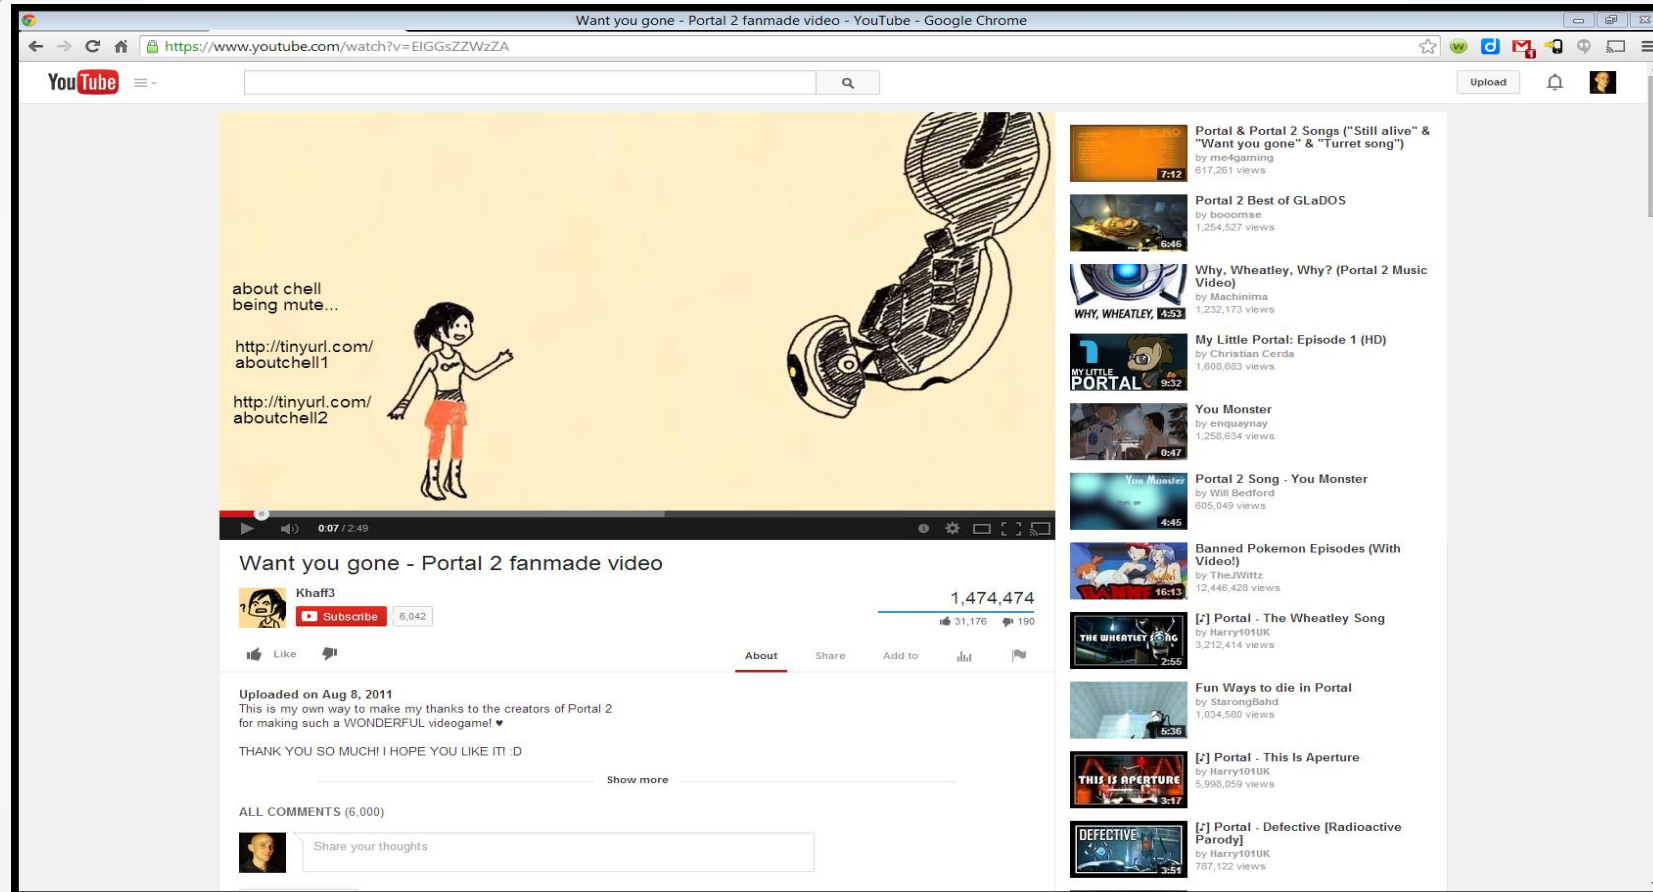 Want you gone - Portal 2 fanmade video - YouTube - Google Chrome
https://www.youtube.com/watch?v=EIGGsZZWzZA
YouTube
Upload
about chell
being mute...
http://tinyurl.com/
aboutchell1
http://tinyurl.com/
aboutchell2
0:07 / 2:49
Want you gone - Portal 2 fanmade video
Khaff3
Subscribe 6,042
1,474,474
31,176 190
Like
About Share Add to
Uploaded on Aug 8, 2011
This is my own way to make my thanks to the creators of Portal 2
for making such a WONDERFUL videogame! ♥
THANK YOU SO MUCH! I HOPE YOU LIKE IT! :D
Show more
ALL COMMENTS (6,000)
Share your thoughts
7:12
Portal & Portal 2 Songs ("Still alive" &
"Want you gone" & "Turret song")
by me4gaming
617,261 views
6:46
Portal 2 Best of GLaDOS
by booomse
1,254,527 views
WHY, WHEATLEY, 4:53
Why, Wheatley, Why? (Portal 2 Music
Video)
by Machinima
1,232,173 views
MY LITTLE
PORTAL 9:32
My Little Portal: Episode 1 (HD)
by Christian Cerda
1,608,683 views
0:47
You Monster
by enquaynay
1,258,634 views
You Monster
4:45
Portal 2 Song - You Monster
by Will Bedford
605,049 views
16:13
Banned Pokemon Episodes (With
Video!)
by TheJWittz
12,446,428 views
THE WHEATLEY SONG
2:55
[♪] Portal - The Wheatley Song
by Harry101UK
3,212,414 views
5:36
Fun Ways to die in Portal
by StarongBahd
1,034,580 views
THIS IS APERTURE
3:17
[♪] Portal - This Is Aperture
by Harry101UK
5,998,059 views
DEFECTIVE
3:51
[♪] Portal - Defective [Radioactive
Parody]
by Harry101UK
787,122 views